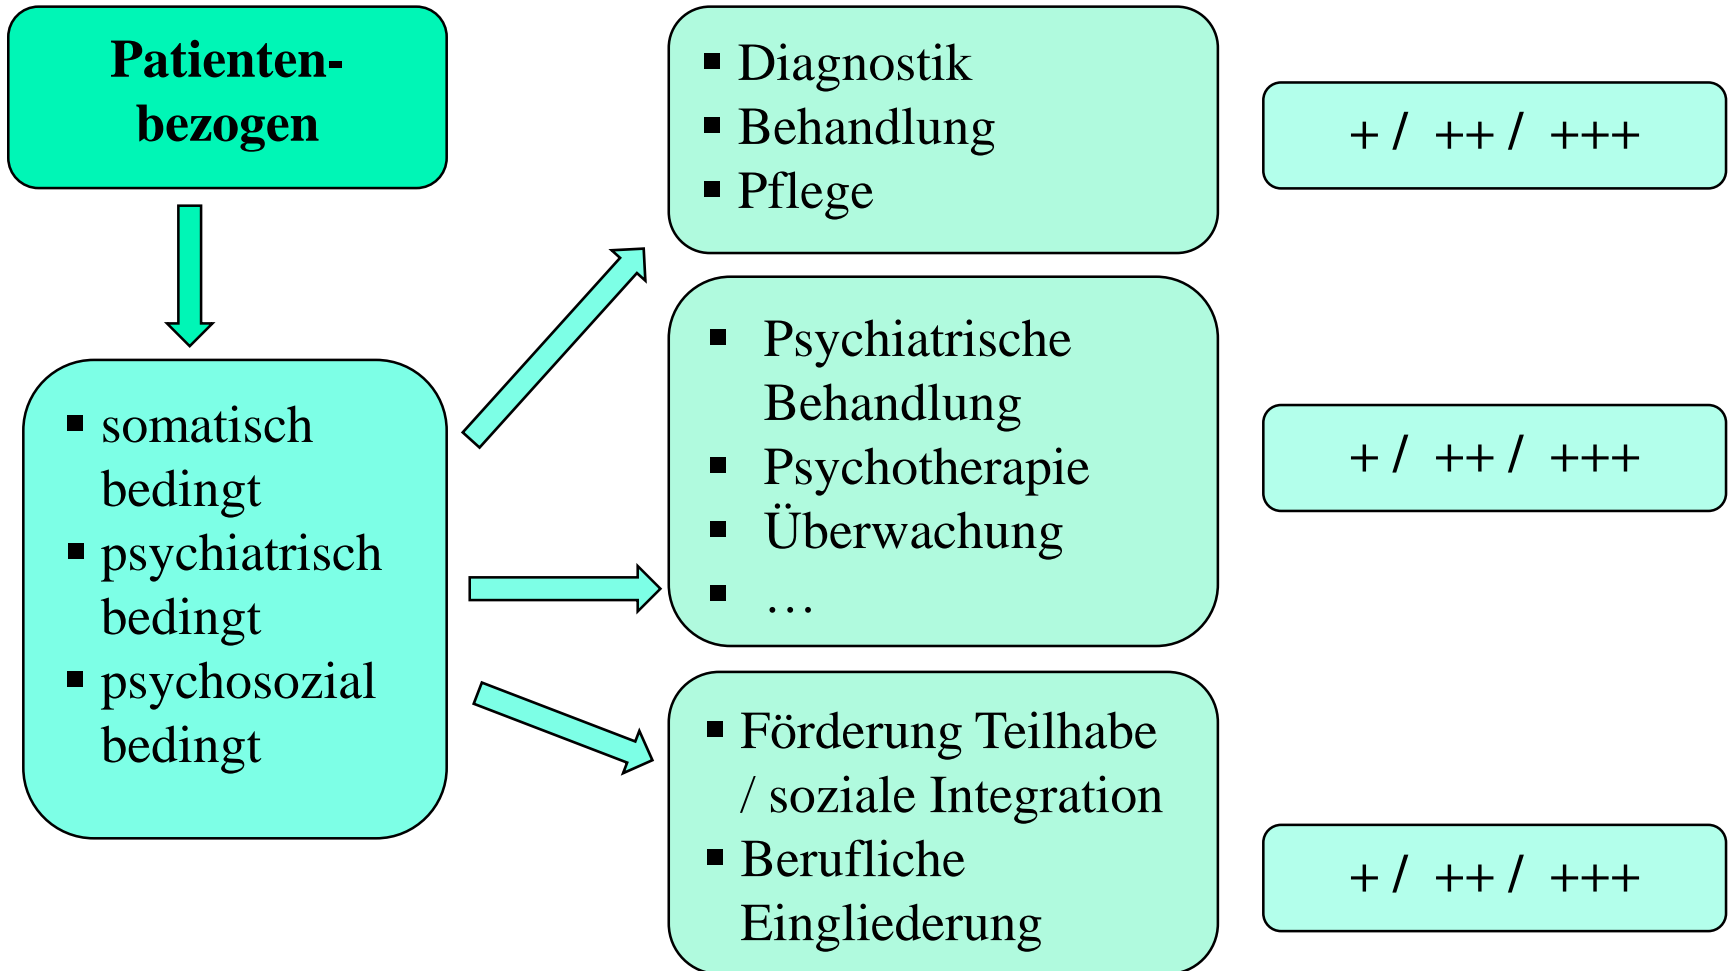 Patienten-
bezogen
▪ somatisch
bedingt
▪ psychiatrisch
bedingt
▪ psychosozial
bedingt
▪ Diagnostik
▪ Behandlung
▪ Pflege
+ / ++ / +++
▪ Psychiatrische
Behandlung
▪ Psychotherapie
▪ Überwachung
▪ …
+ / ++ / +++
▪ Förderung Teilhabe
/ soziale Integration
▪ Berufliche
Eingliederung
+ / ++ / +++